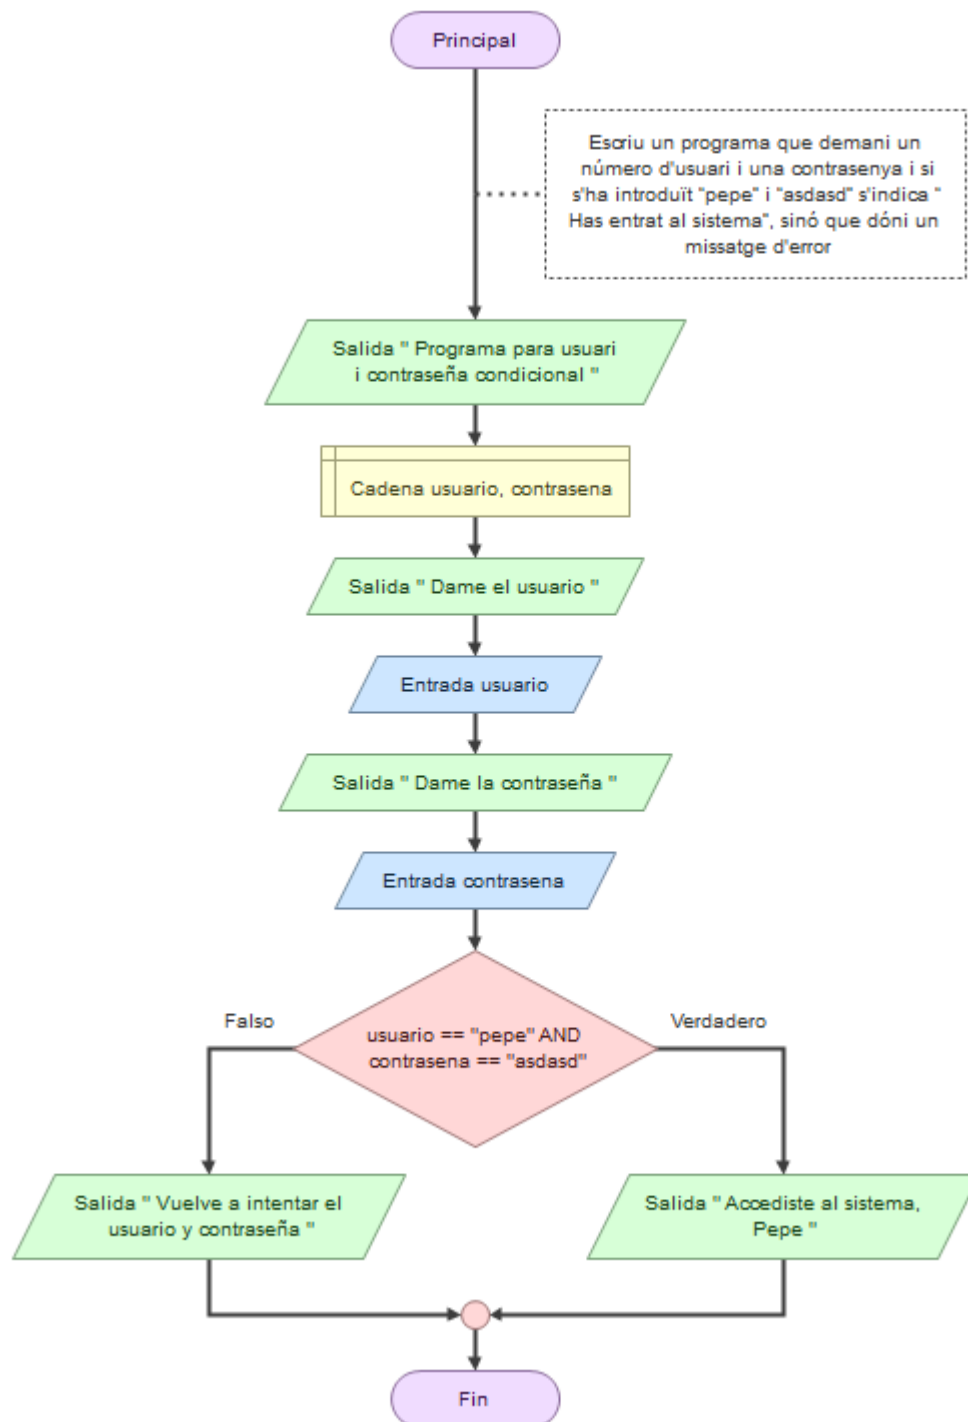 Principal
Escriu un programa que demani un
número d'usuari i una contrasenya i si
s'ha introduït "pepe" i "asdasd" s'indica "
Has entrat al sistema", sinó que dóni un
missatge d'error
Salida " Programa para usuari
i contraseña condicional "
Cadena usuario, contrasena
Salida " Dame el usuario "
Entrada usuario
Salida " Dame la contraseña "
Entrada contrasena
usuario == "pepe" AND
contrasena == "asdasd"
Falso
Verdadero
Salida " Vuelve a intentar el
usuario y contraseña "
Salida " Accediste al sistema,
Pepe "
Fin